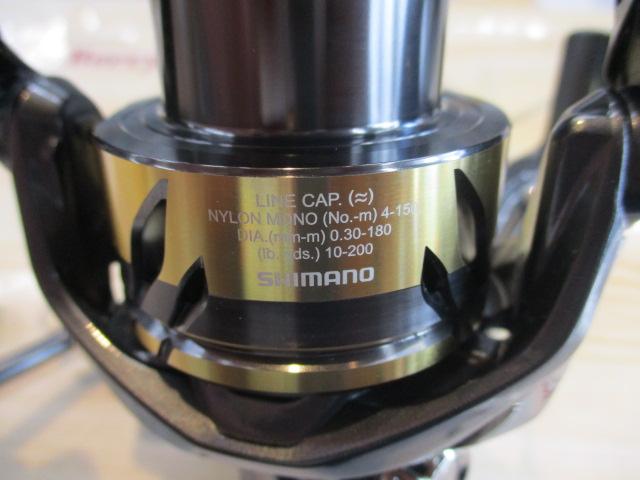 LINE CAP. (≈)
NYLON MONO (No.-m) 4-150
DIA.(mm-m) 0.30-180
(lb.-yds.) 10-200
SHIMANO